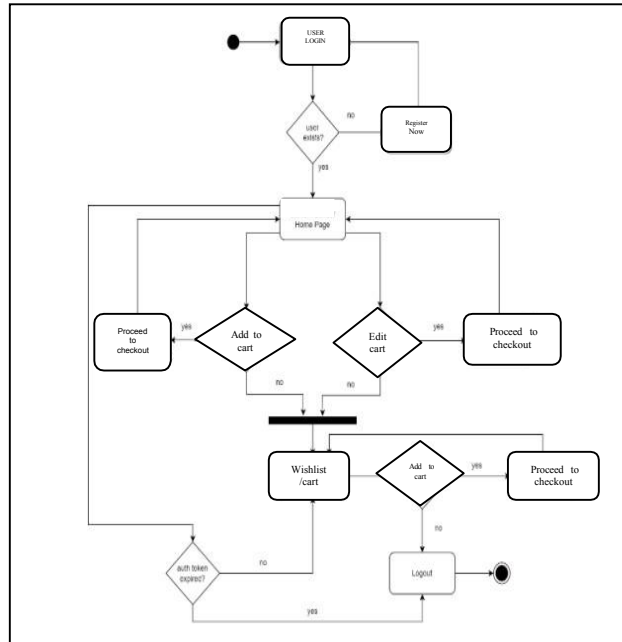 USER
LOGIN
no
Register
Now
user
exists?
yes
Home Page
Proceed
to
checkout
yes
Add to
cart
Edit
cart
yes
Proceed to
checkout
no
no
Wishlist
/cart
Add to
cart
yes
Proceed to
checkout
no
auth token
expired?
no
Logout
yes